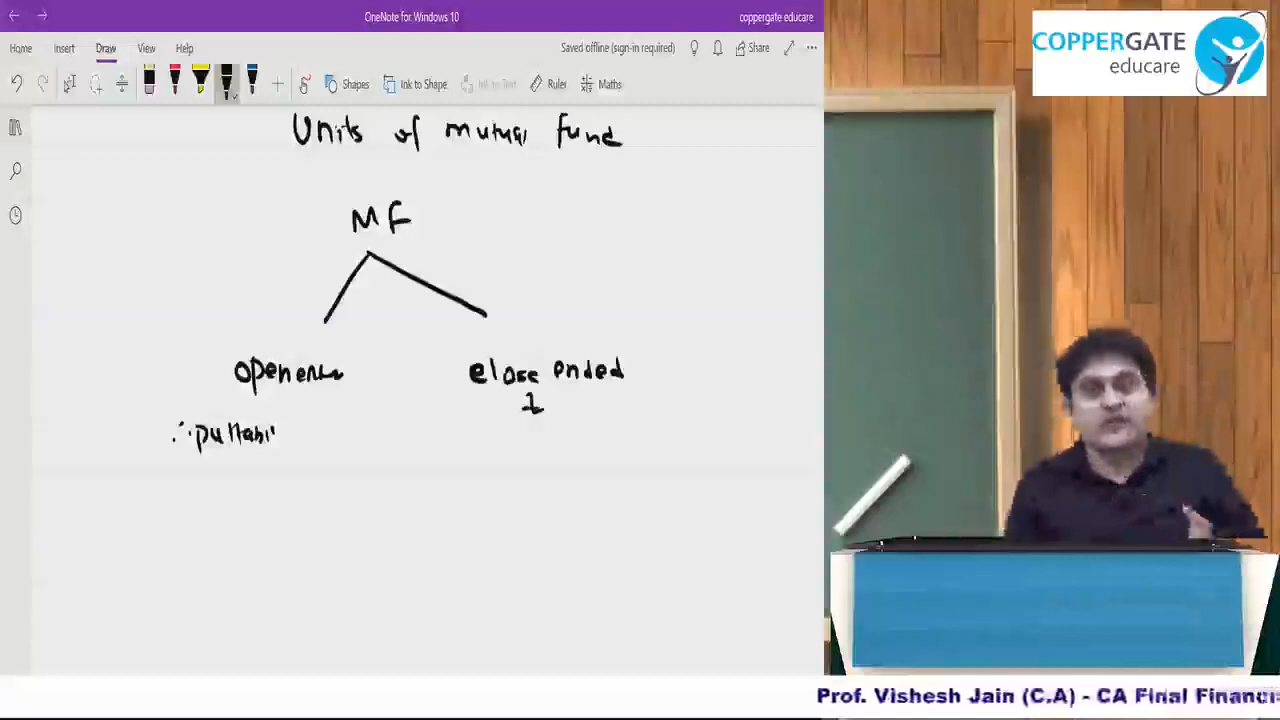 OneNote for Windows 10
coppergate educare
Home Insert Draw View Help
Saved offline (sign-in required)
Share
Shapes
Ink to Shape
Ink to Text
Ruler
Maths
COPPERGATE
educare
Units of mutual fund
MF
close ended
Prof. Vishesh Jain (C.A) - CA Final Financi